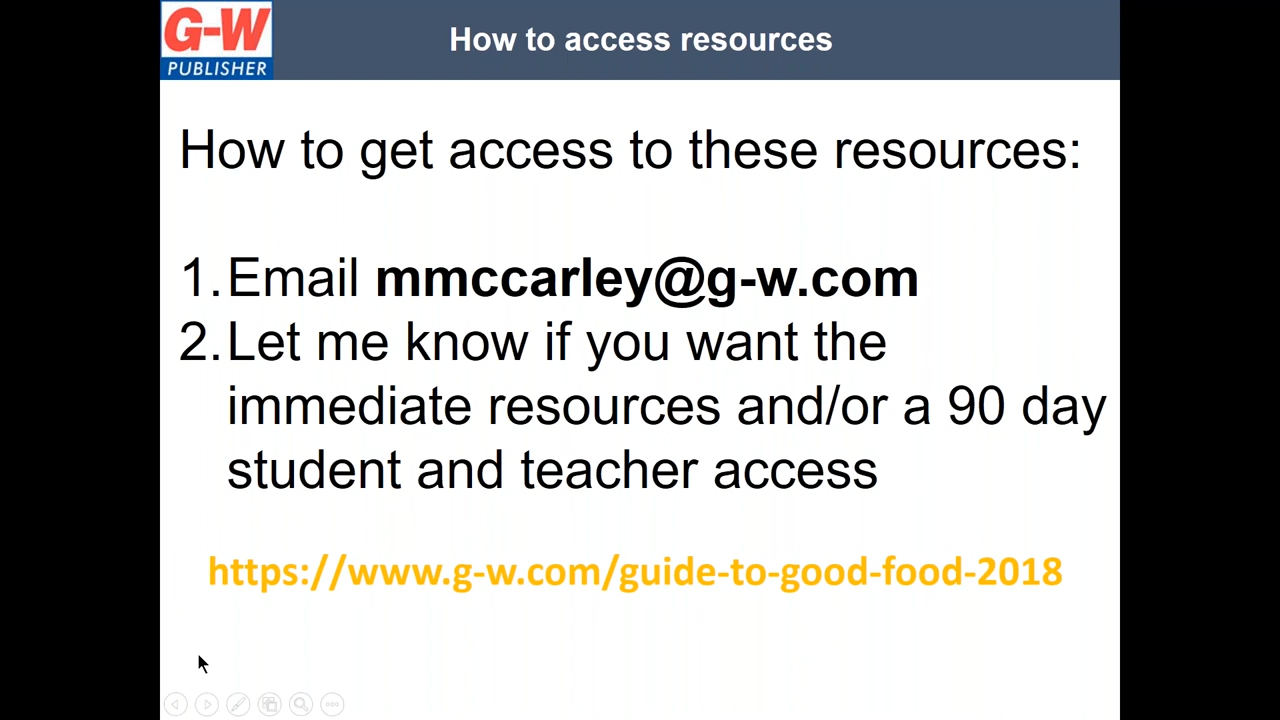 G-W
PUBLISHER
How to access resources
How to get access to these resources:
1. Email mmccarley@g-w.com
2. Let me know if you want the
immediate resources and/or a 90 day
student and teacher access
https://www.g-w.com/guide-to-good-food-2018